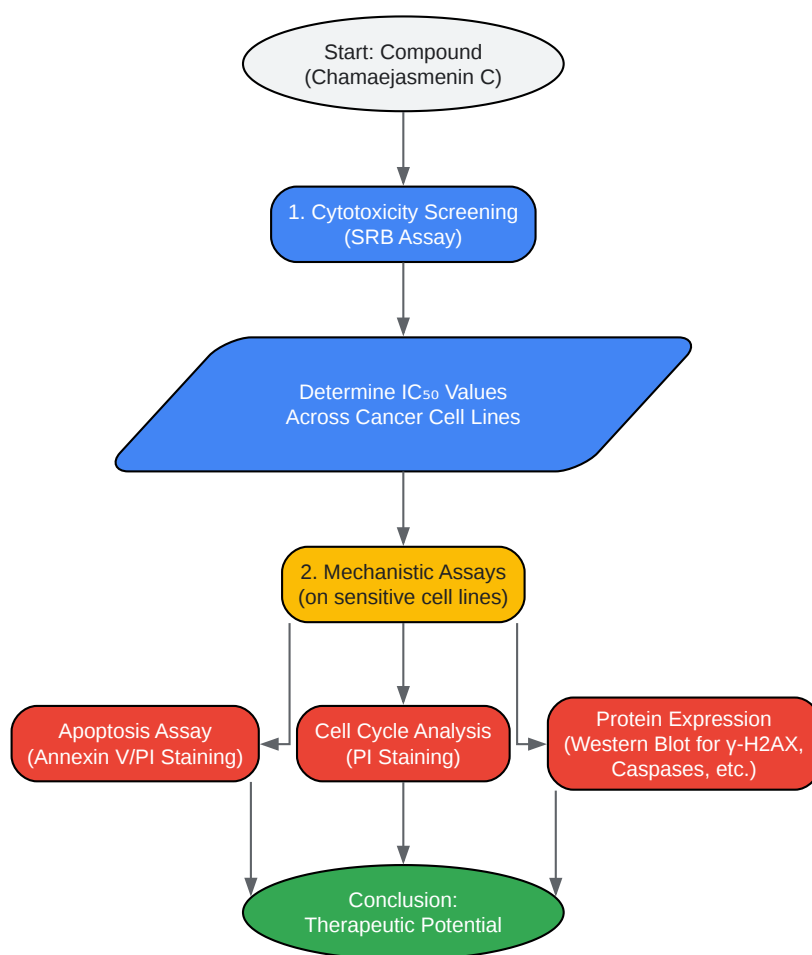 Start: Compound
(Chamaejasmenin C)
1. Cytotoxicity Screening
(SRB Assay)
Determine IC₅₀ Values
Across Cancer Cell Lines
2. Mechanistic Assays
(on sensitive cell lines)
Apoptosis Assay
(Annexin V/PI Staining)
Cell Cycle Analysis
(PI Staining)
Protein Expression
(Western Blot for γ-H2AX,
Caspases, etc.)
Conclusion:
Therapeutic Potential